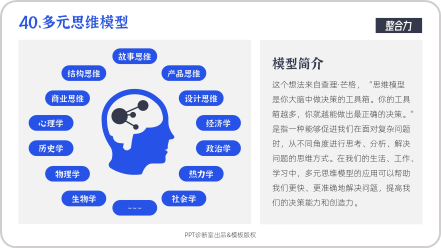 40.多元思维模型
整合力
故事思维
结构思维
产品思维
商业思维
设计思维
心理学
经济学
历史学
政治学
物理学
热力学
生物学
社会学
~~~
模型简介
这个想法来自查理·芒格，“思维模型
是你大脑中做决策的工具箱。你的工具
箱越多，你就越能做出最正确的决策。”
是指一种能够促进我们在面对复杂问题
时，从不同角度进行思考、分析、解决
问题的思维方式。在我们的生活、工作、
学习中，多元思维模型的应用可以帮助
我们更快、更准确地解决问题，提高我
们的决策能力和创造力。
PPT@新富出品&模板版权